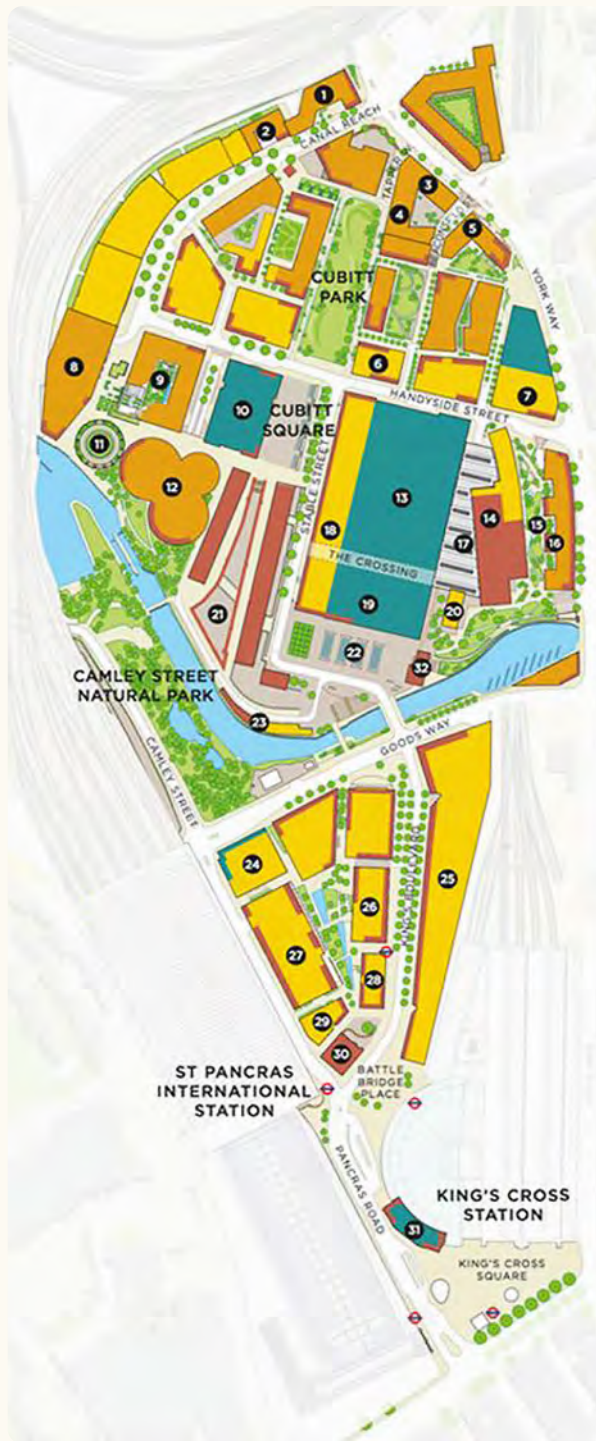 1
2
CANAL REACH
TAPPER W
3
4
5
YORK WAY
CUBITT
PARK
6
7
8
9
10
CUBITT
SQUARE
HANDYSIDE STREET
11
12
STABLE STREET
13
14
15
16
17
18
THE CROSSING
19
20
21
22
32
CAMLEY STREET
NATURAL PARK
23
GOODS WAY
CAMLEY STREET
24
25
KING'S BOULEVARD
26
27
28
29
30
ST PANCRAS
INTERNATIONAL
STATION
BATTLE
BRIDGE
PLACE
PANCRAS ROAD
KING'S CROSS
STATION
31
KING'S CROSS
SQUARE